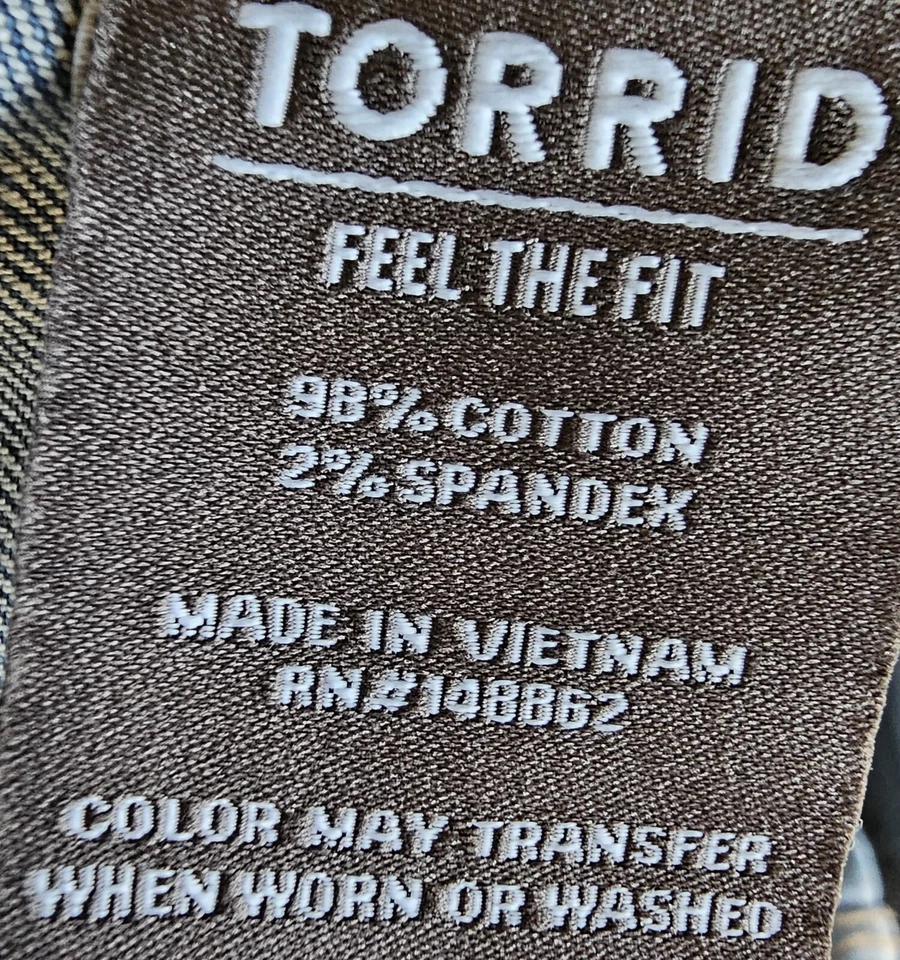 TORRID
FEEL THE FIT
98% COTTON
2% SPANDEX
MADE IN VIETNAM
RN#148862
COLOR MAY TRANSFER
WHEN WORN OR WASHED